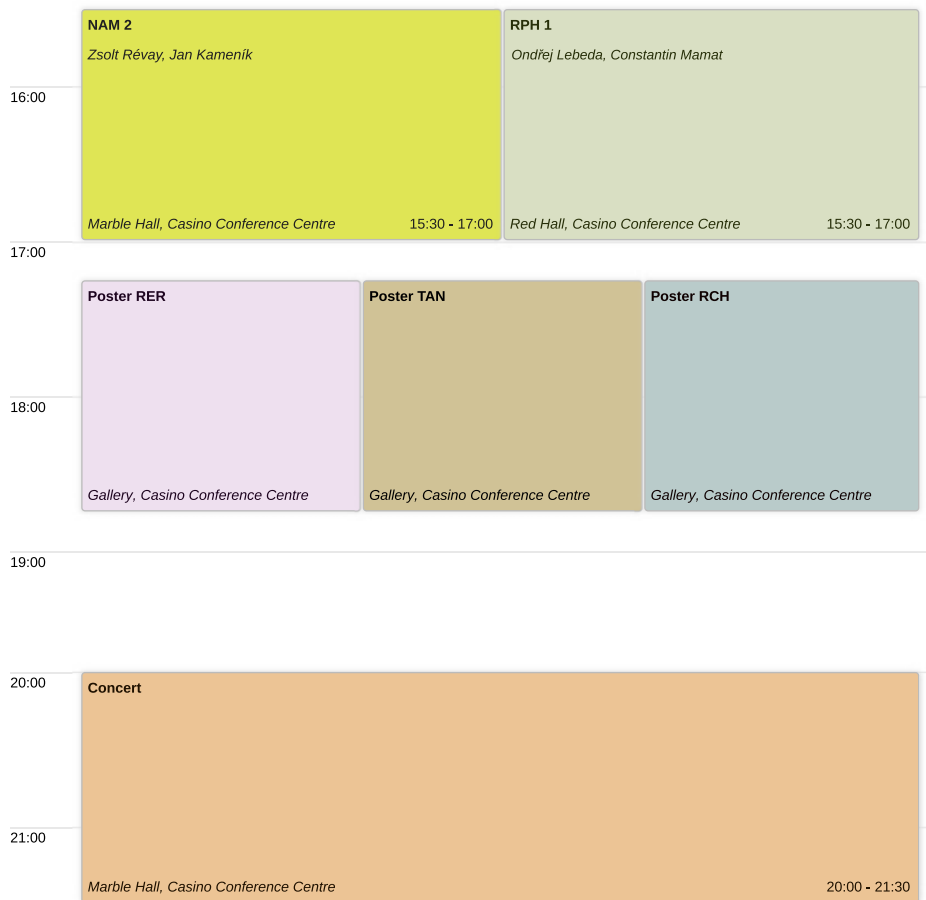 NAM 2
Zsolt Révay, Jan Kameník
Marble Hall, Casino Conference Centre 15:30 - 17:00
RPH 1
Ondřej Lebeda, Constantin Mamat
Red Hall, Casino Conference Centre 15:30 - 17:00
16:00
17:00
Poster RER
Gallery, Casino Conference Centre
Poster TAN
Gallery, Casino Conference Centre
Poster RCH
Gallery, Casino Conference Centre
18:00
19:00
20:00
Concert
Marble Hall, Casino Conference Centre 20:00 - 21:30
21:00